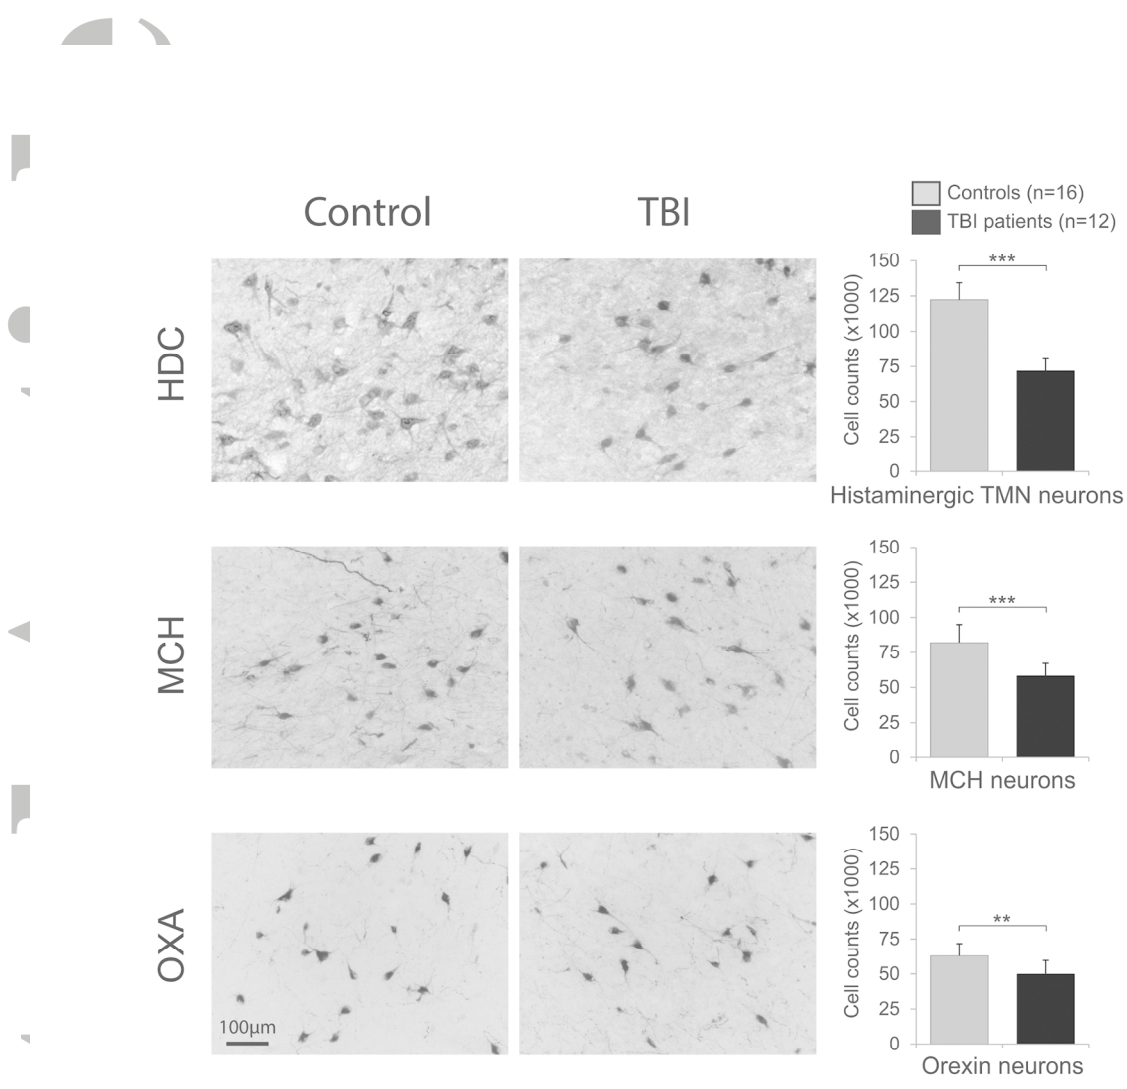 Control
TBI
Controls (n=16)
TBI patients (n=12)
HDC
Cell counts (x1000)
150
125
100
75
50
25
0
***
Histaminergic TMN neurons
MCH
Cell counts (x1000)
150
125
100
75
50
25
0
***
MCH neurons
OXA
100µm
Cell counts (x1000)
150
125
100
75
50
25
0
**
Orexin neurons